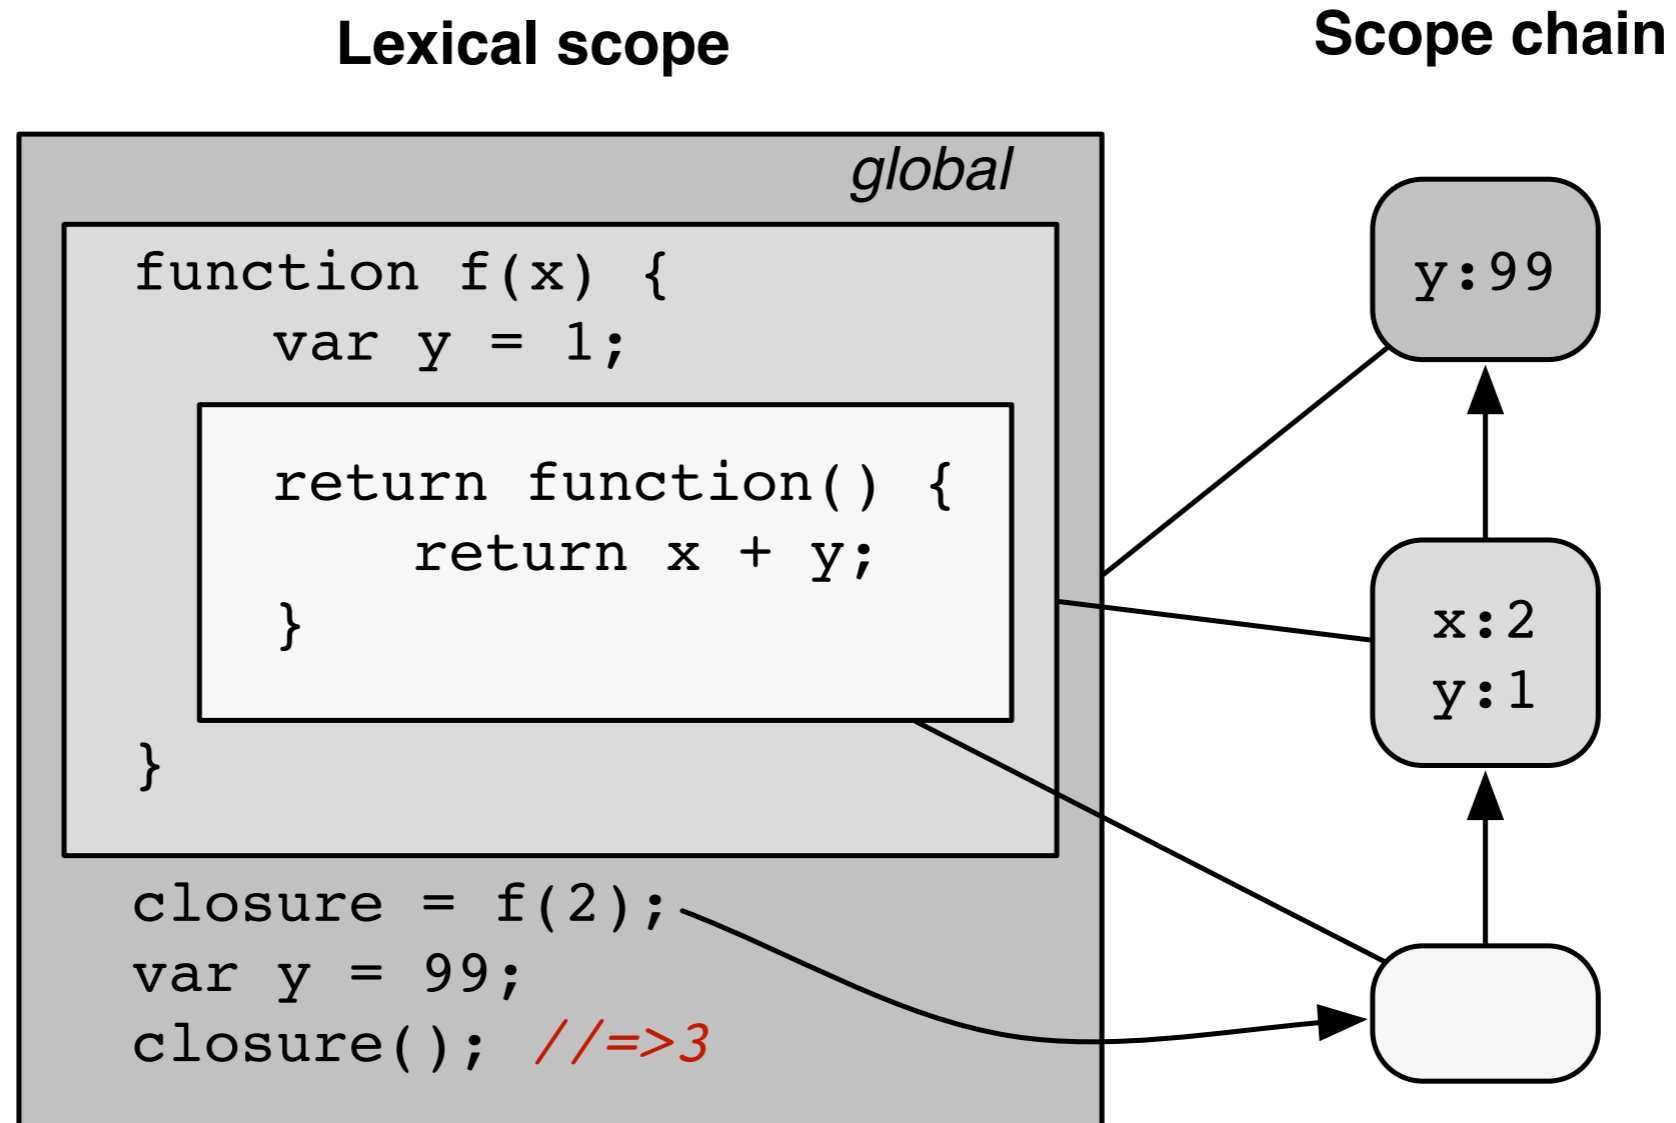 Lexical scope
Scope chain
global
function f(x) {
var y = 1;
return function() {
return x + y;
}
}
closure = f(2);
var y = 99;
closure(); //=>3
y:99
x:2
y:1